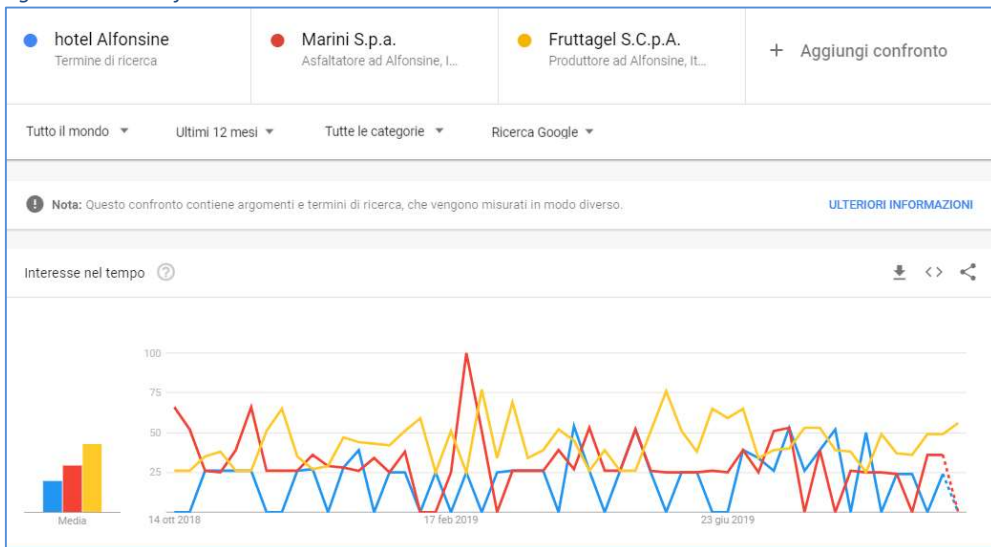 hotel Alfonsine
Termine di ricerca
Marini S.p.a.
Asfaltatore ad Alfonsine, I...
Fruttagel S.C.p.A.
Produttore ad Alfonsine, It...
+ Aggiungi confronto
Tutto il mondo
Ultimi 12 mesi
Tutte le categorie
Ricerca Google
Nota: Questo confronto contiene argomenti e termini di ricerca, che vengono misurati in modo diverso.
ULTERIORI INFORMAZIONI
Interesse nel tempo
100
75
50
25
Media
14 ott 2018
17 feb 2019
23 giu 2019